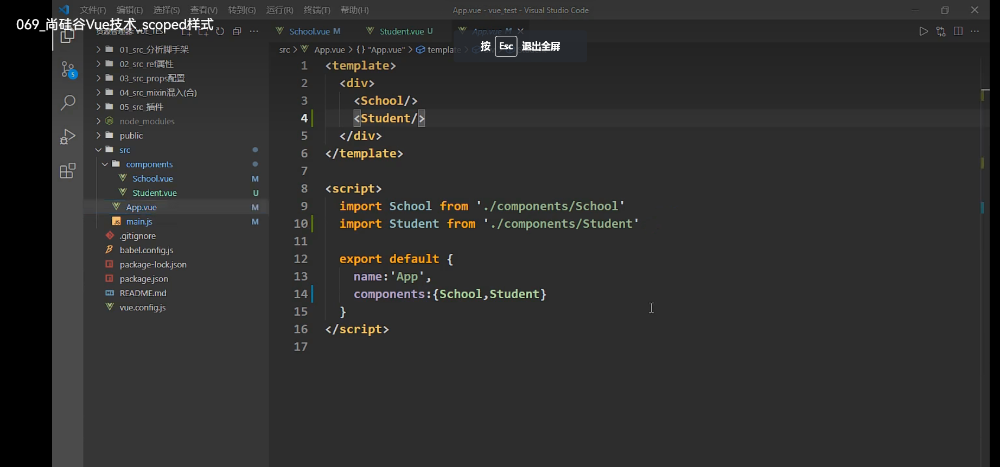 文件(F) 编辑(E) 选择(S) 查看(V) 转到(G) 运行(R) 终端(T) 帮助(H) App.vue - vue_test - Visual Studio Code
069_尚硅谷Vue技术_scoped样式
资源管理器: VUE_TEST
School.vue M Student.vue U App.vue M
按 Esc 退出全屏
src > App.vue > {} "App.vue" > template >
01_src_分析脚手架
02_src_ref属性
03_src_props配置
04_src_mixin混入(合)
05_src_插件
node_modules
public
src
components
School.vue M
Student.vue U
App.vue M
main.js M
.gitignore
babel.config.js
package-lock.json
package.json
README.md
vue.config.js
5
1 <template>
2 <div>
3 <School/>
4 <Student/>
5 </div>
6 </template>
7
8 <script>
9 import School from './components/School'
10 import Student from './components/Student'
11
12 export default {
13 name:'App',
14 components:{School,Student}
15 }
16 </script>
17